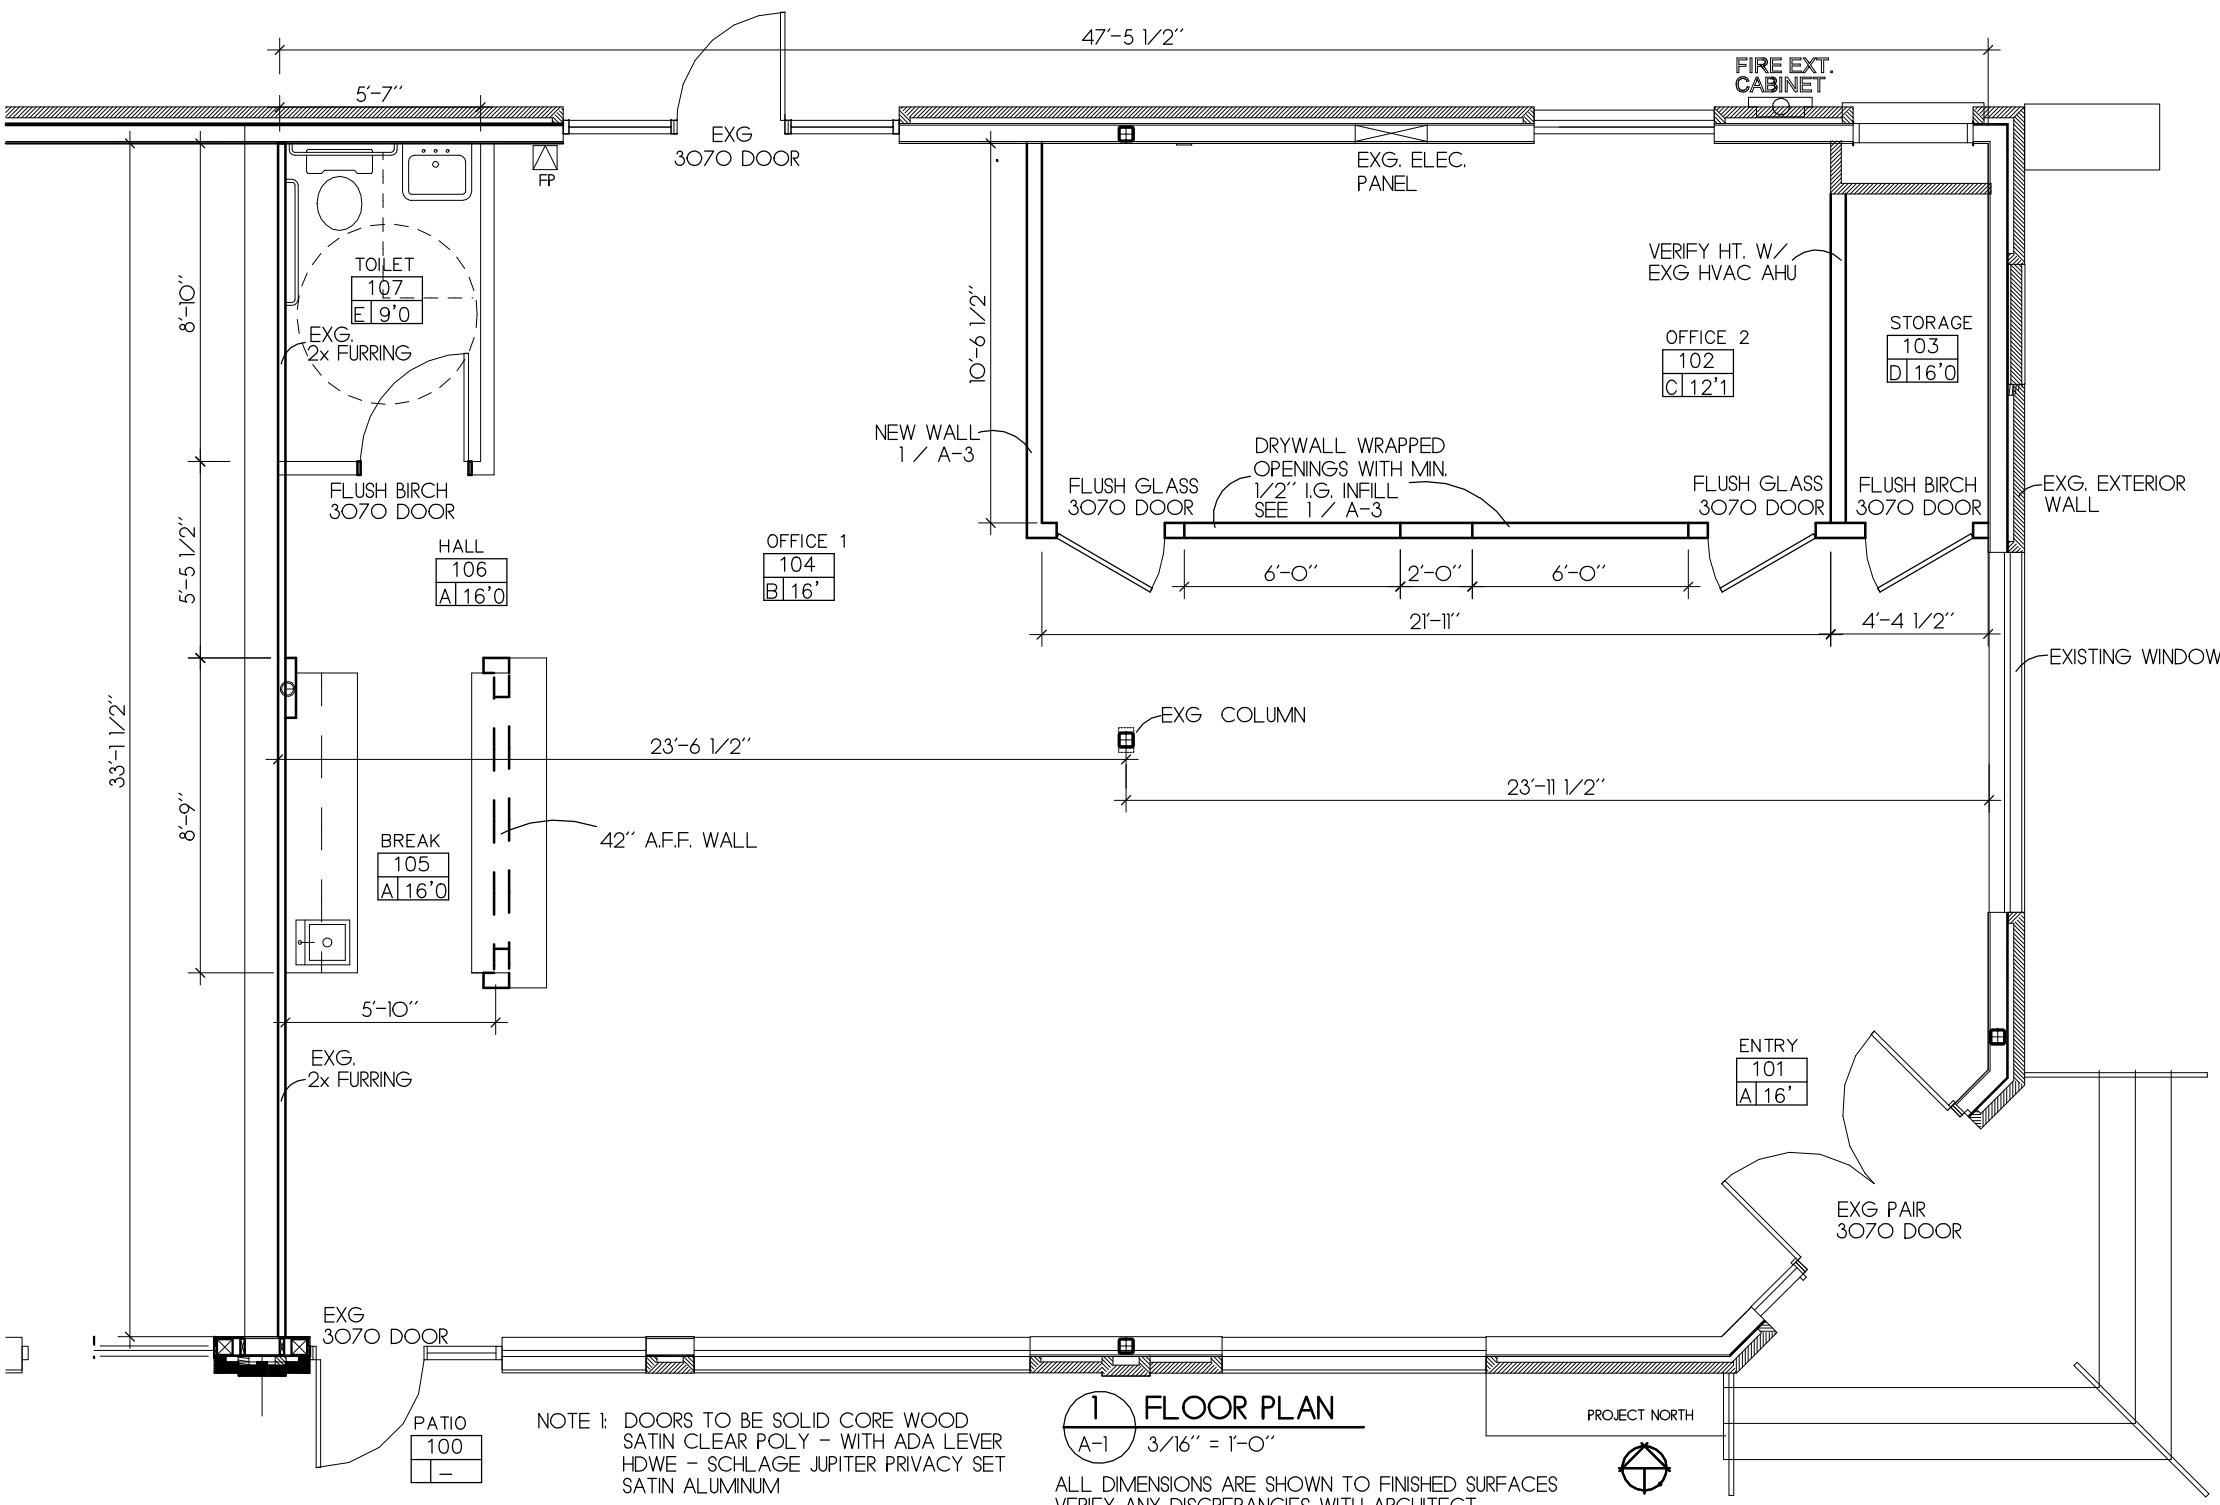 47'-5 1/2"
FIRE EXT.
CABINET
5'-7"
EXG
3070 DOOR
FP
EXG. ELEC.
PANEL
VERIFY HT. W/
EXG HVAC AHU
TOILET
107
E 9'0
8'-10"
EXG.
2x FURRING
10'-6 1/2"
STORAGE
103
D 16'0
OFFICE 2
102
C 12'1
NEW WALL
1 / A-3
DRYWALL WRAPPED
OPENINGS WITH MIN.
1/2" I.G. INFILL
SEE 1 / A-3
FLUSH GLASS
3070 DOOR
FLUSH GLASS
3070 DOOR
FLUSH BIRCH
3070 DOOR
EXG. EXTERIOR
WALL
FLUSH BIRCH
3070 DOOR
HALL
106
A 16'0
OFFICE 1
104
B 16'
5'-5 1/2"
6'-0"
2'-0"
6'-0"
21'-11"
4'-4 1/2"
EXISTING WINDOW
EXG COLUMN
33'-1 1/2"
23'-6 1/2"
23'-11 1/2"
8'-9"
42" A.F.F. WALL
BREAK
105
A 16'0
5'-10"
EXG.
2x FURRING
ENTRY
101
A 16'
EXG PAIR
3070 DOOR
EXG
3070 DOOR
PATIO
100
-
NOTE 1: DOORS TO BE SOLID CORE WOOD
SATIN CLEAR POLY - WITH ADA LEVER
HDWE - SCHLAGE JUPITER PRIVACY SET
SATIN ALUMINUM
1 FLOOR PLAN
A-1 3/16" = 1'-0"
PROJECT NORTH
ALL DIMENSIONS ARE SHOWN TO FINISHED SURFACES
VERIFY ANY DISCREPANCIES WITH ARCHITECT